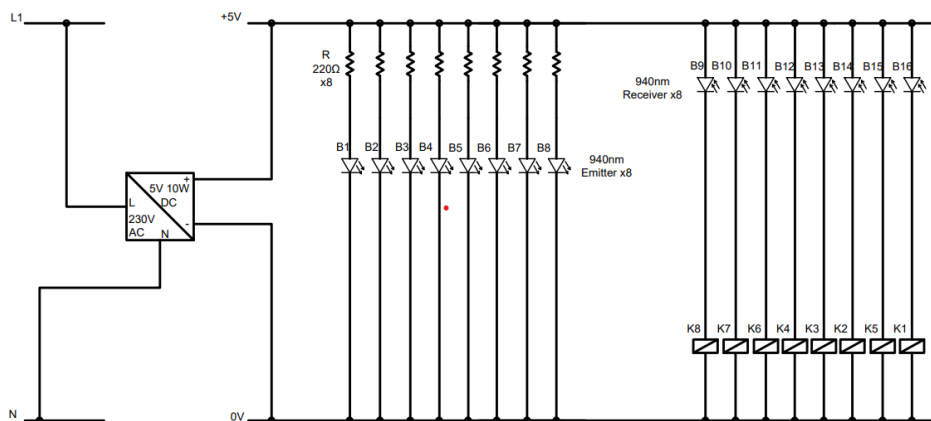 L1
+5V
R
220Ω
x8
B1 B2 B3 B4 B5 B6 B7 B8
940nm
Emitter x8
940nm
Receiver x8
B9 B10 B11 B12 B13 B14 B15 B16
+
5V 10W
L DC
230V
AC N
-
K8 K7 K6 K4 K3 K2 K5 K1
N
0V